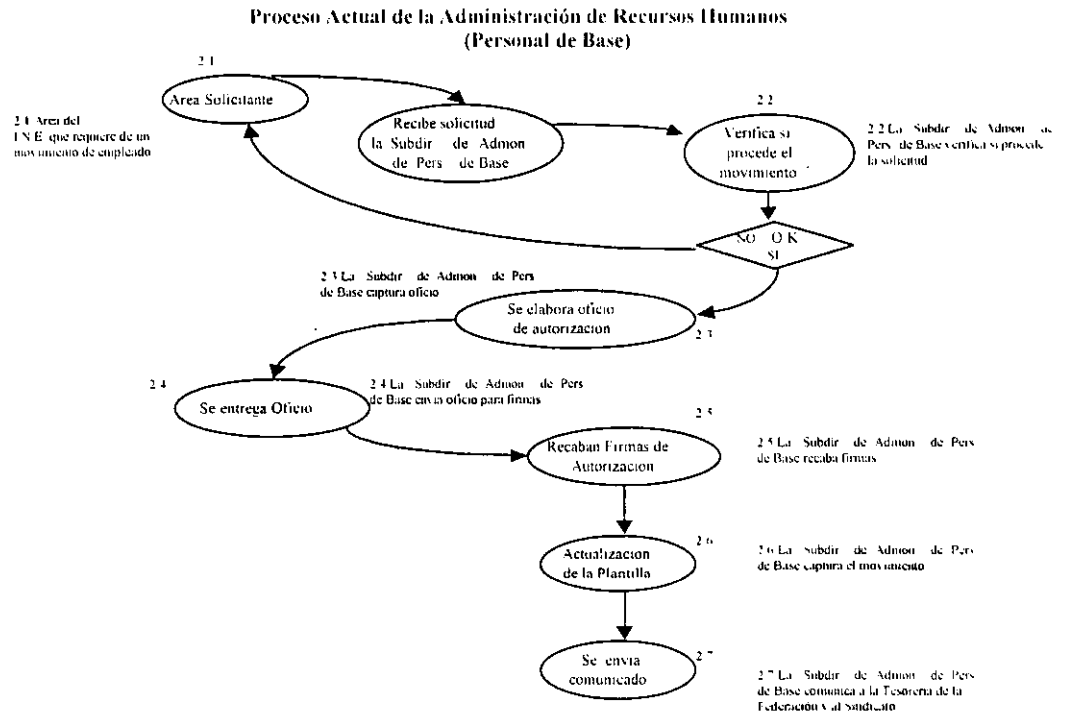 Proceso Actual de la Administración de Recursos Humanos
(Personal de Base)
2 1
Area Solicitante
2 1 Area del
I N E que requiere de un
movimiento de empleado
Recibe solicitud
la Subdir de Admon
de Pers de Base
2 2
Verifica si
procede el
movimiento
2 2 La Subdir de Admon de
Pers de Base verifica si procede
la solicitud
NO O K
SI
2 3 La Subdir de Admon de Pers
de Base captura oficio
Se elabora oficio
de autorizacion
2 3
2 4
Se entrega Oficio
2 4 La Subdir de Admon de Pers
de Base envia oficio para firmas
2 5
Recaban Firmas de
Autorizacion
2 5 La Subdir de Admon de Pers
de Base recaba firmas
2 6
Actualizacion
de la Plantilla
2 6 La Subdir de Admon de Pers
de Base captura el movimiento
2 7
Se envia
comunicado
2 7 La Subdir de Admon de Pers
de Base comunica a la Tesoreria de la
Federación y al Sindicato